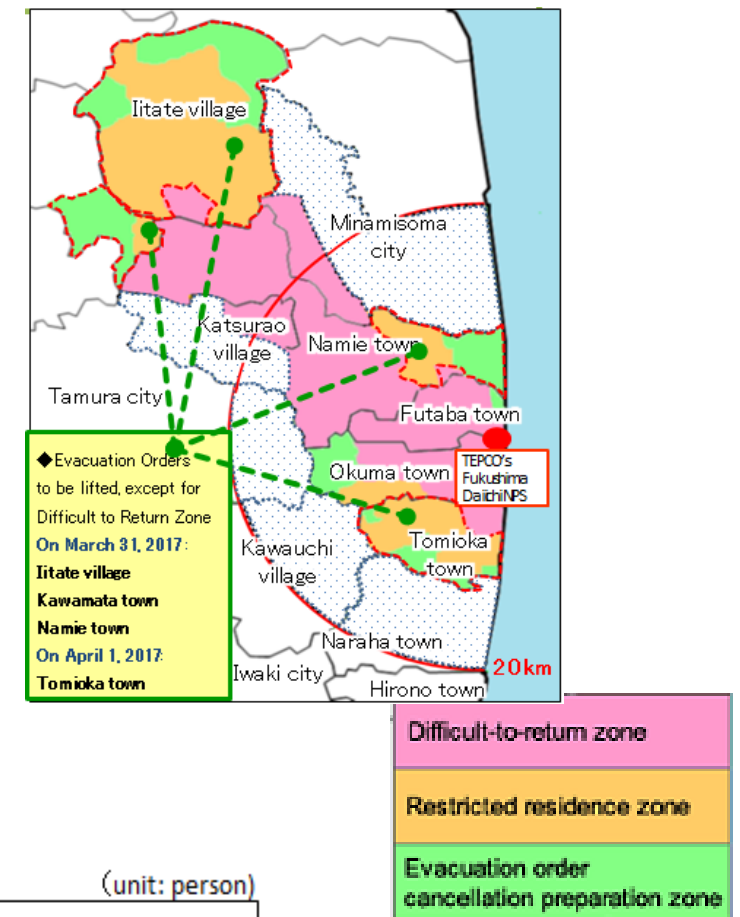 Iitate village
Minamisoma
city
Katsurao
village
Namie town
Tamura city
Futaba town
◆Evacuation Orders
to be lifted, except for
Difficult to Return Zone
On March 31, 2017:
Iitate village
Kawamata town
Namie town
On April 1, 2017:
Tomioka town
Okuma town
TEPCO's
Fukushima
DaiichiNPS
Tomioka
town
Kawauchi
village
Naraha town
Iwaki city
20km
Hirono town
Difficult-to-return zone
Restricted residence zone
Evacuation order
cancellation preparation zone
(unit: person)